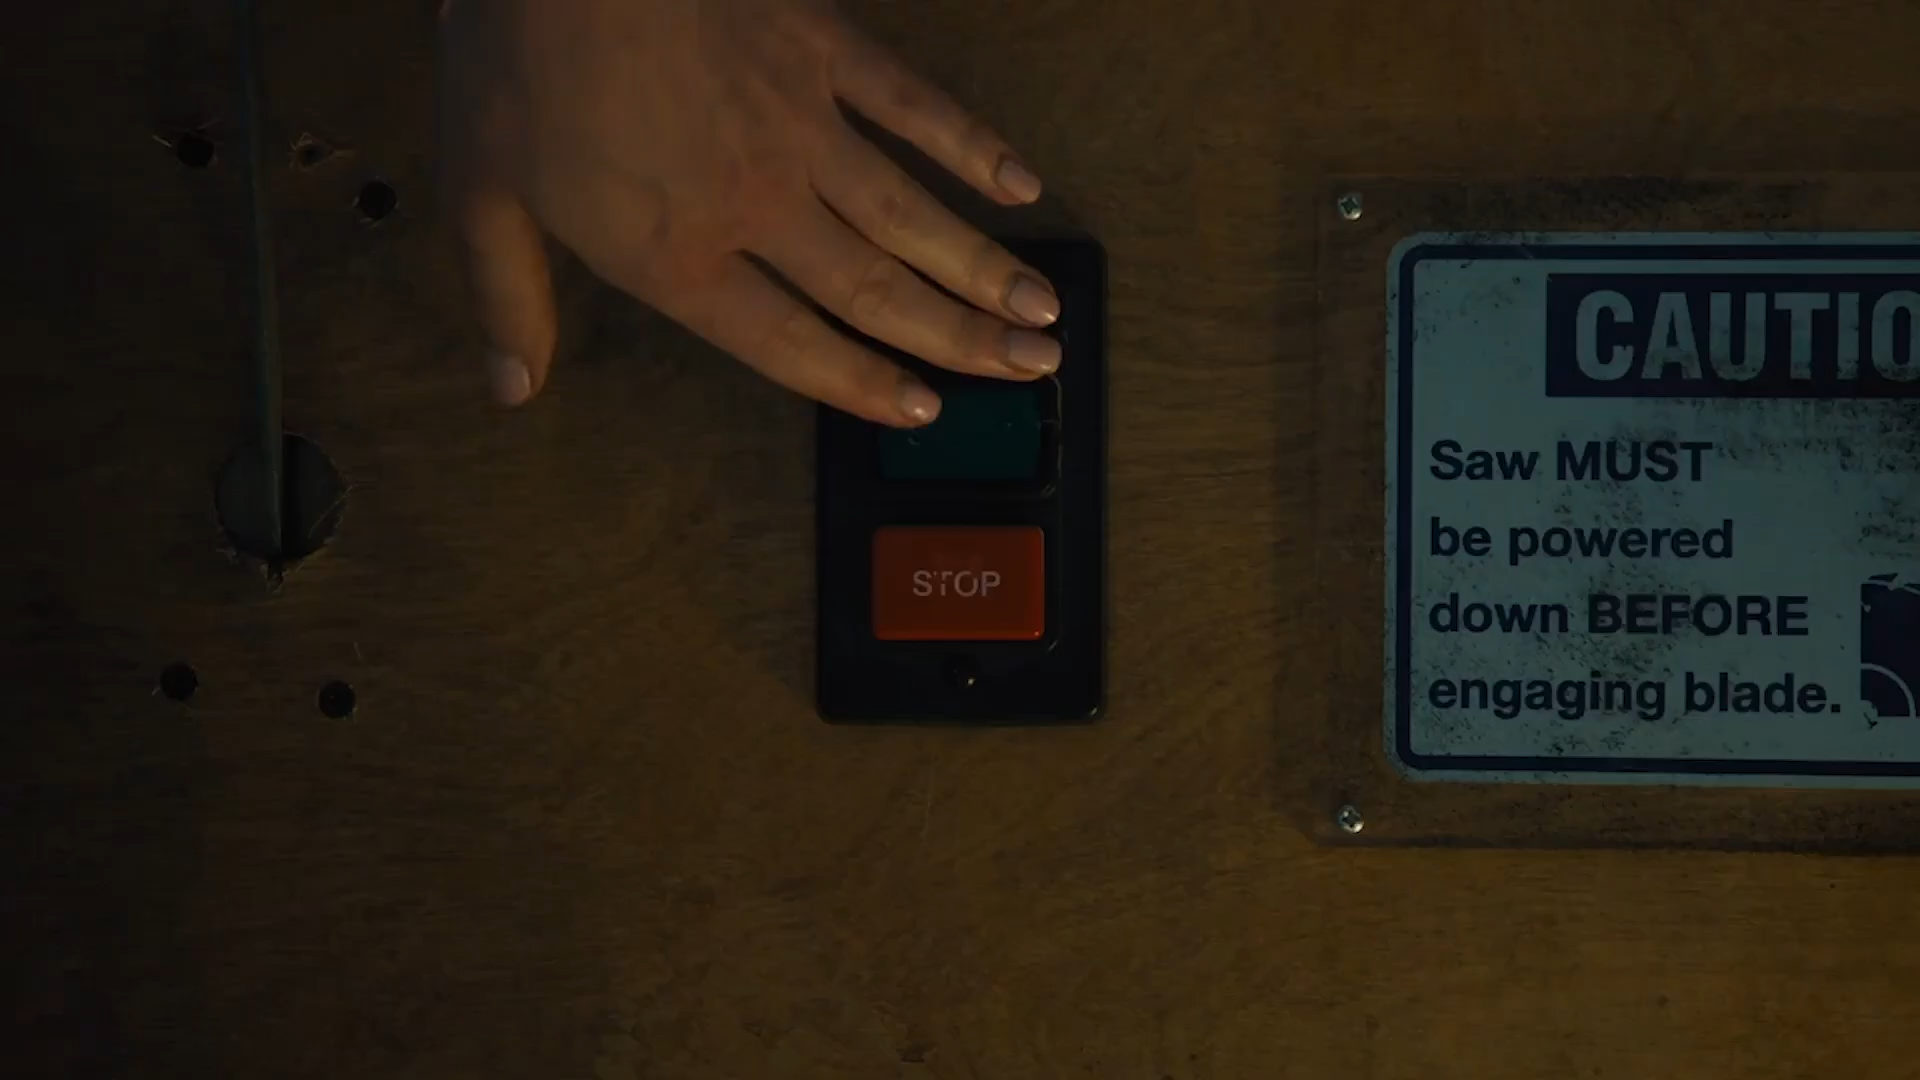 CAUTIO
Saw MUST
be powered
down BEFORE
engaging blade.
STOP